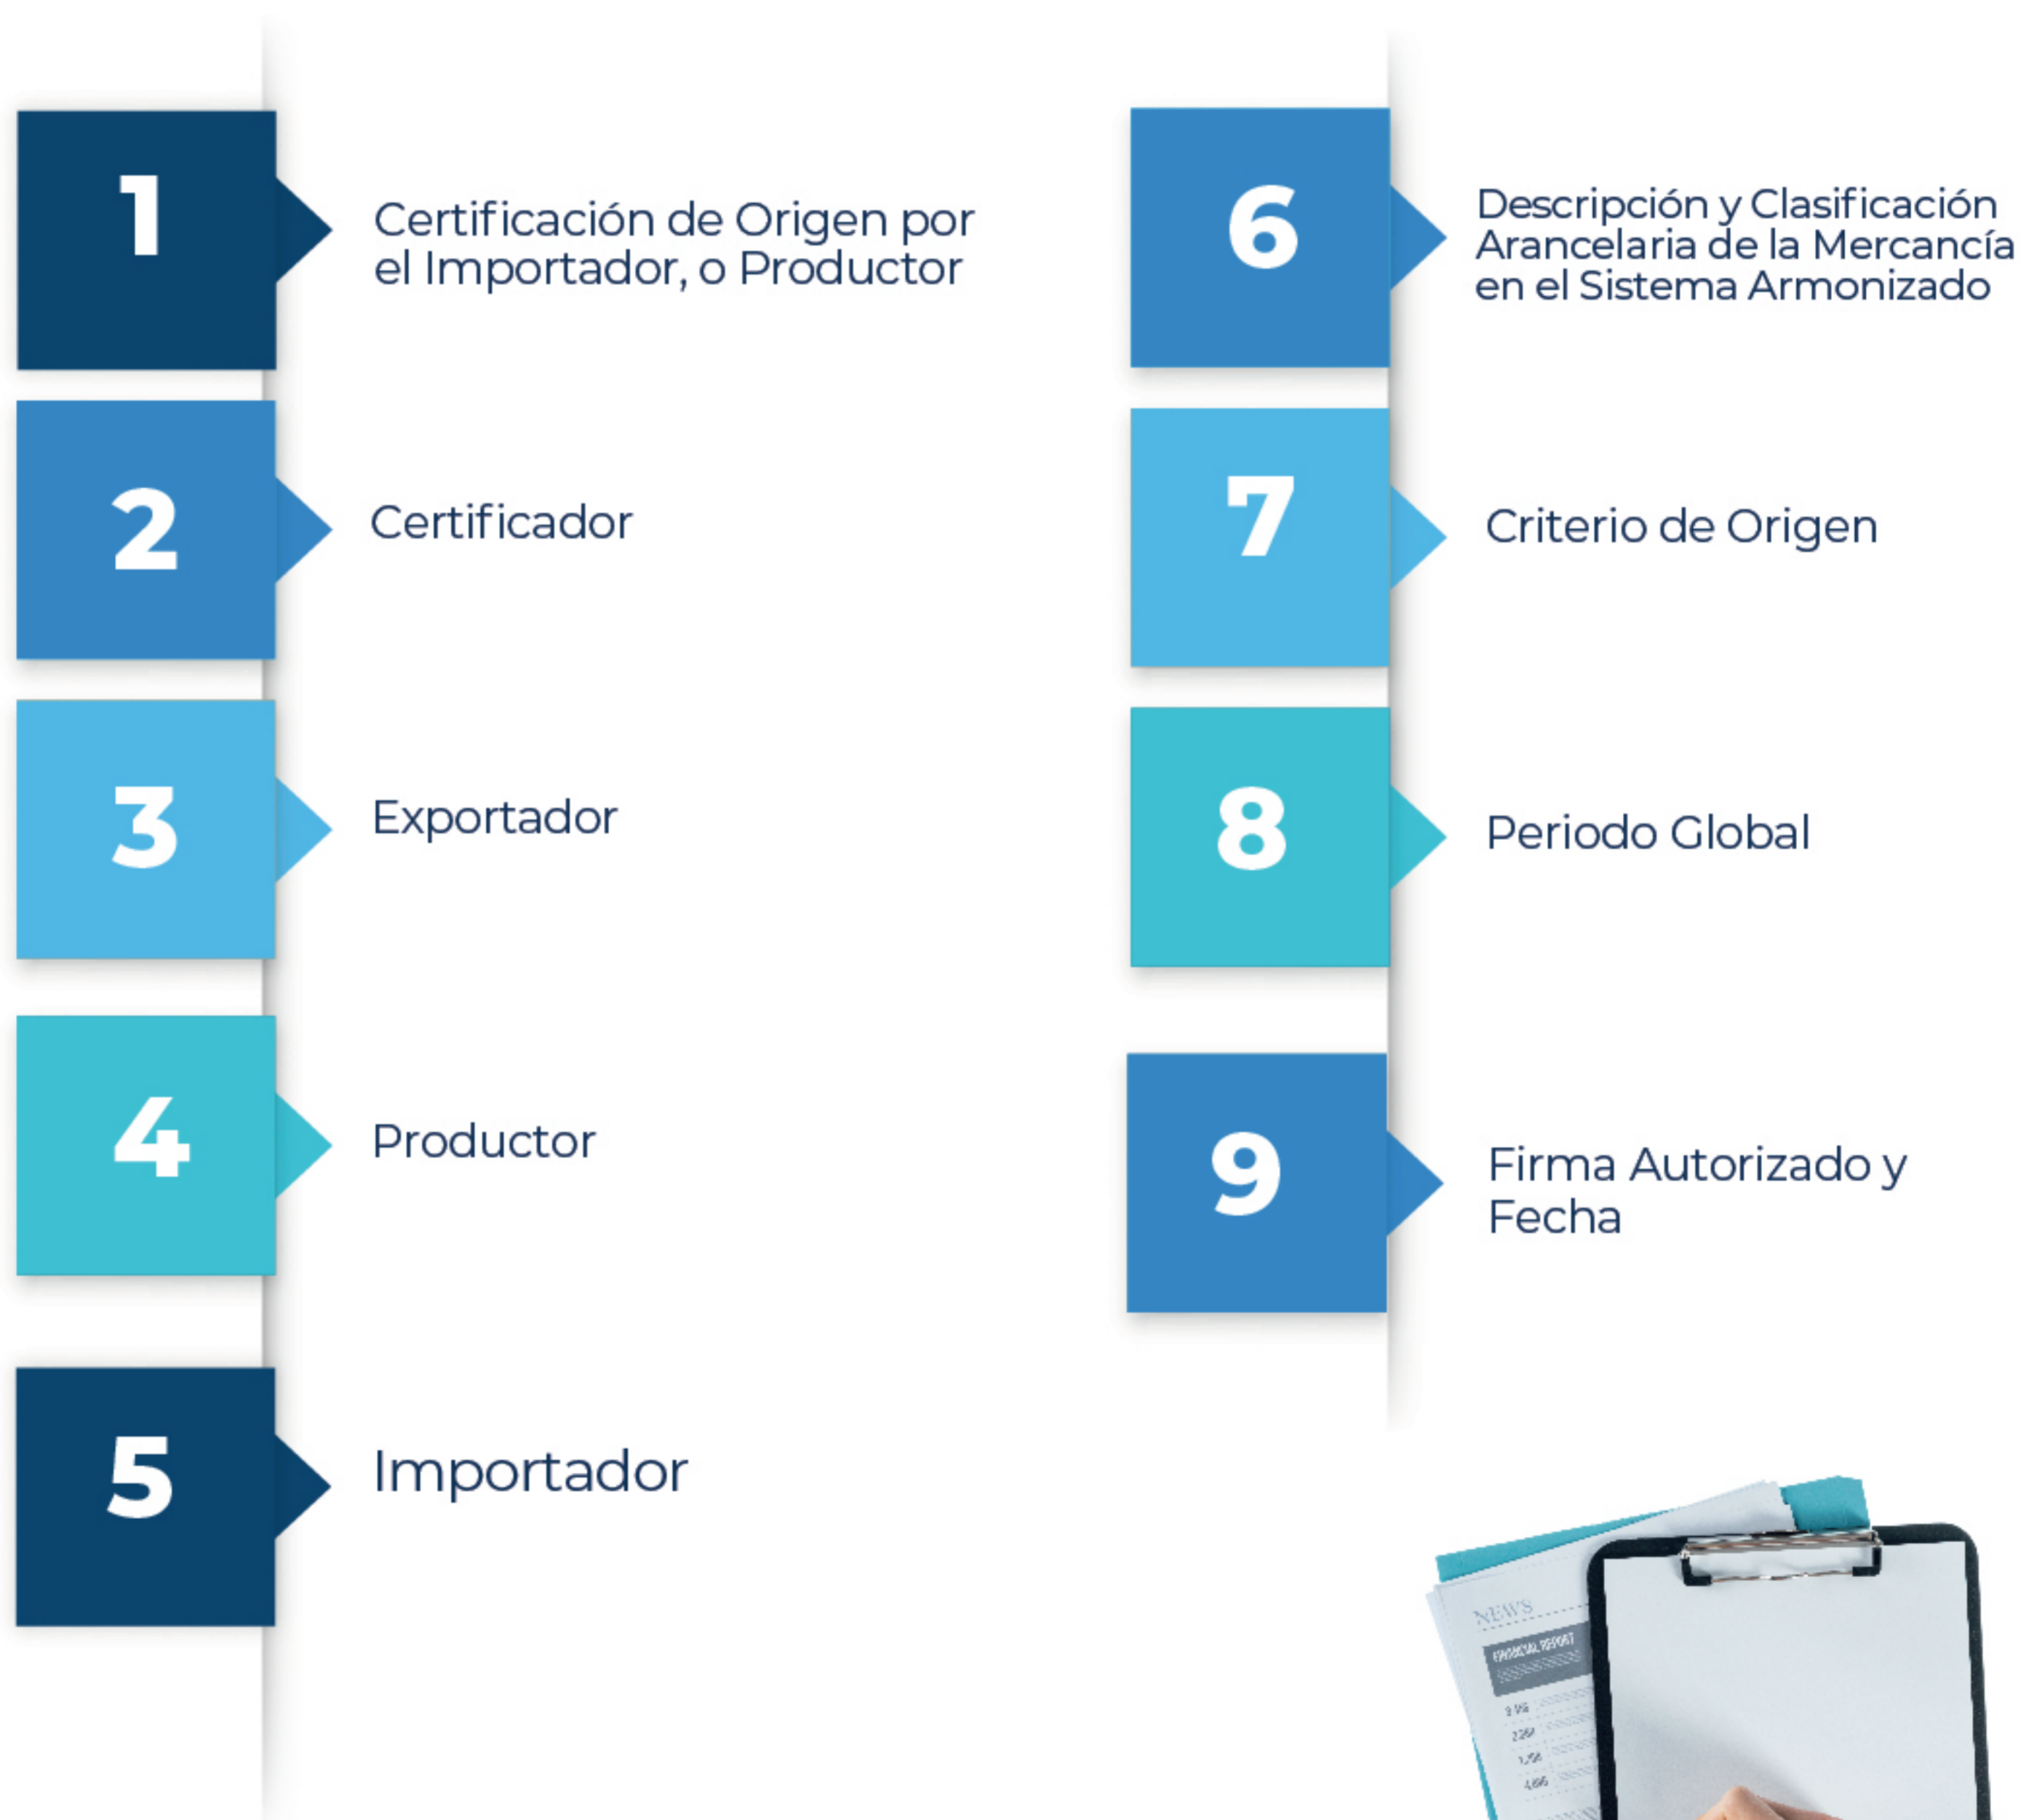 1
Certificación de Origen por
el Importador, o Productor
2
Certificador
3
Exportador
4
Productor
5
Importador
6
Descripción y Clasificación
Arancelaria de la Mercancía
en el Sistema Armonizado
7
Criterio de Origen
8
Periodo Global
9
Firma Autorizado y
Fecha
NEWS
FINANCIAL REPORT